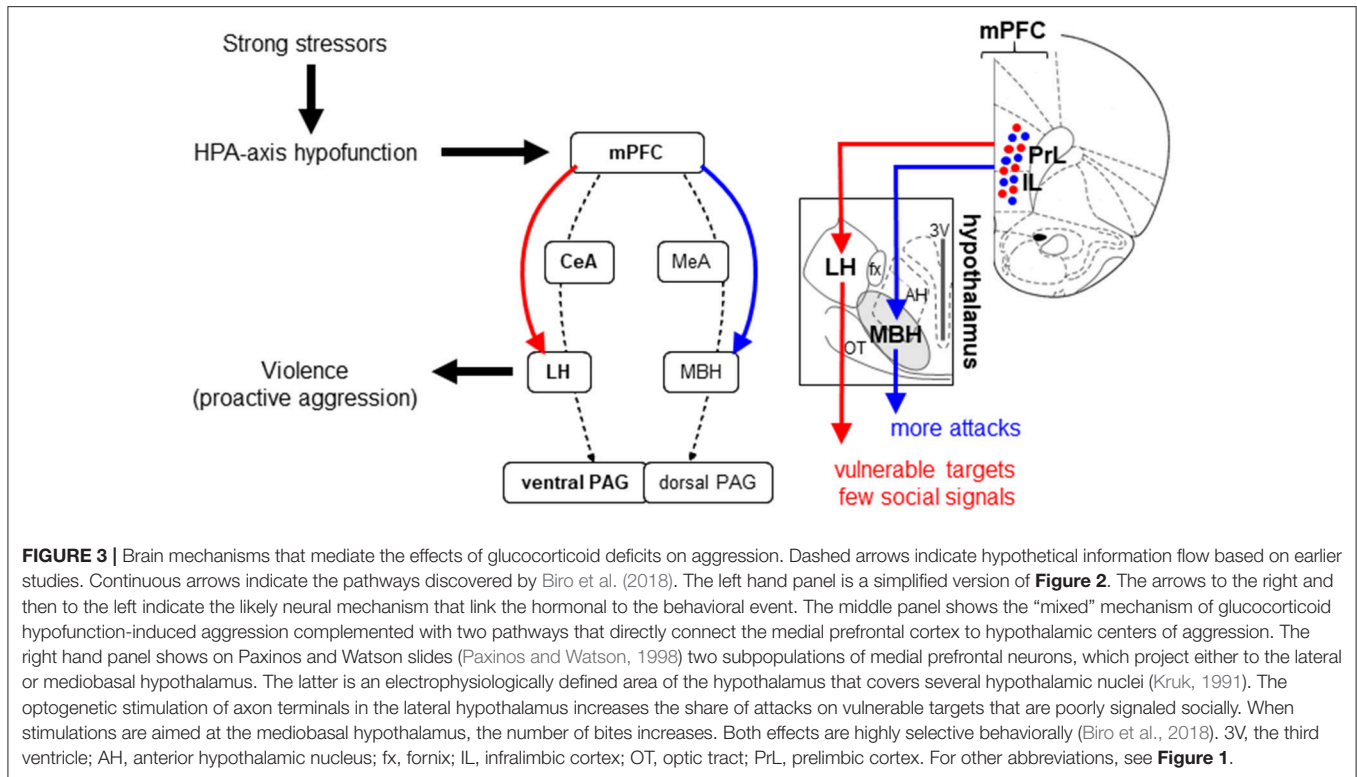 Strong stressors
HPA-axis hypofunction
Violence
(proactive aggression)
mPFC
CeA
MeA
LH
MBH
ventral PAG
dorsal PAG
mPFC
PrL
IL
hypothalamus
3V
LH
fx
AH
MBH
OT
more attacks
vulnerable targets
few social signals
FIGURE 3 | Brain mechanisms that mediate the effects of glucocorticoid deficits on aggression. Dashed arrows indicate hypothetical information flow based on earlier
studies. Continuous arrows indicate the pathways discovered by Biro et al. (2018). The left hand panel is a simplified version of Figure 2. The arrows to the right and
then to the left indicate the likely neural mechanism that link the hormonal to the behavioral event. The middle panel shows the “mixed” mechanism of glucocorticoid
hypofunction-induced aggression complemented with two pathways that directly connect the medial prefrontal cortex to hypothalamic centers of aggression. The
right hand panel shows on Paxinos and Watson slides (Paxinos and Watson, 1998) two subpopulations of medial prefrontal neurons, which project either to the lateral
or mediobasal hypothalamus. The latter is an electrophysiologically defined area of the hypothalamus that covers several hypothalamic nuclei (Kruk, 1991). The
optogenetic stimulation of axon terminals in the lateral hypothalamus increases the share of attacks on vulnerable targets that are poorly signaled socially. When
stimulations are aimed at the mediobasal hypothalamus, the number of bites increases. Both effects are highly selective behaviorally (Biro et al., 2018). 3V, the third
ventricle; AH, anterior hypothalamic nucleus; fx, fornix; IL, infralimbic cortex; OT, optic tract; PrL, prelimbic cortex. For other abbreviations, see Figure 1.